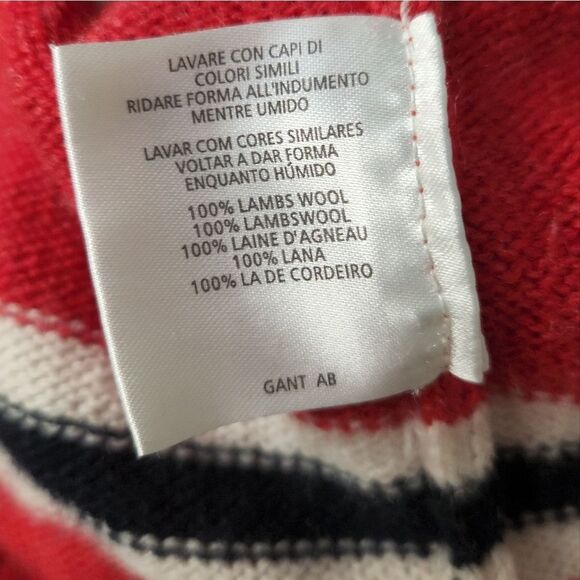 LAVARE CON CAPI DI
COLORI SIMILI
RIDARE FORMA ALL'INDUMENTO
MENTRE UMIDO
LAVAR COM CORES SIMILARES
VOLTAR A DAR FORMA
ENQUANTO HÚMIDO
100% LAMBS WOOL
100% LAMBSWOOL
100% LAINE D'AGNEAU
100% LANA
100% LA DE CORDEIRO
GANT AB